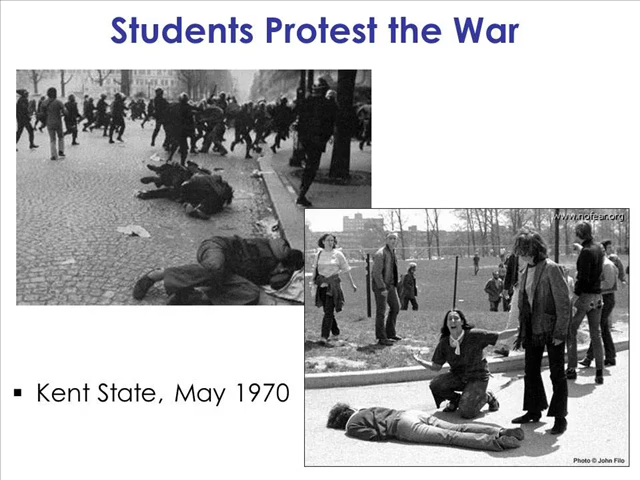 Students Protest the War
www.nofear.org
▪ Kent State, May 1970
Photo © John Filo